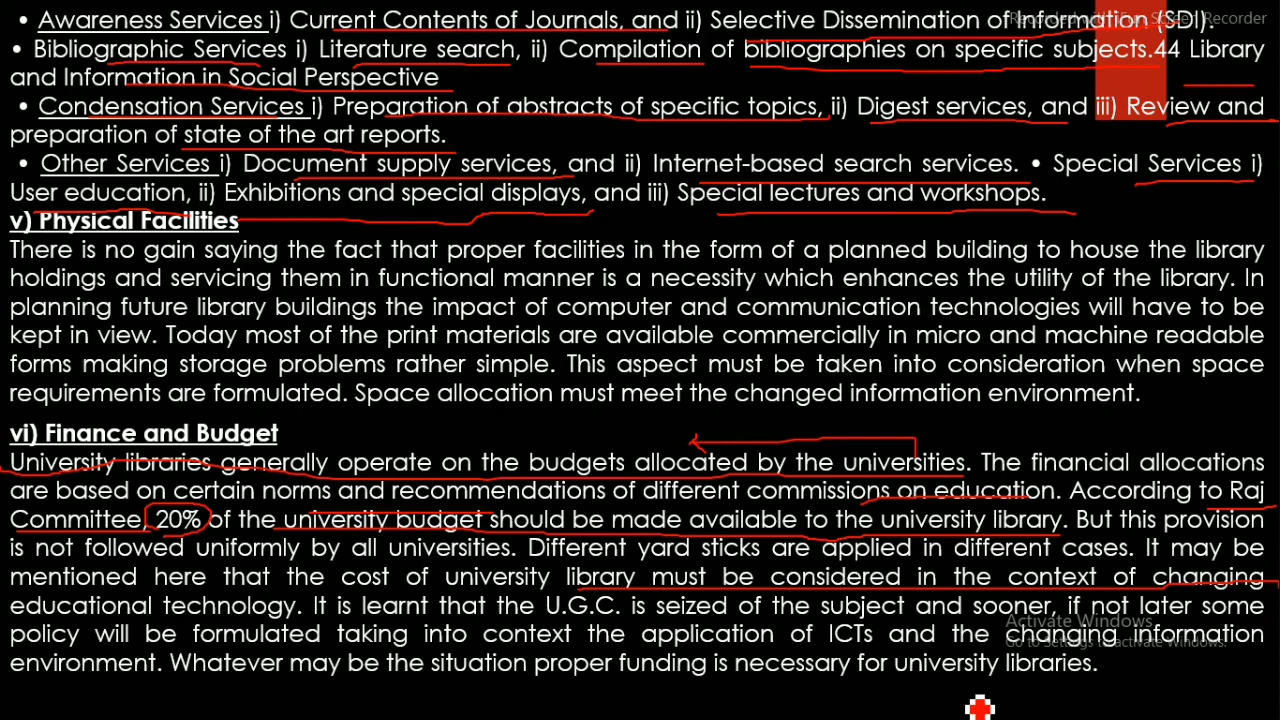 • Awareness Services i) Current Contents of Journals, and ii) Selective Dissemination of Information (SDI).
• Bibliographic Services i) Literature search, ii) Compilation of bibliographies on specific subjects.44 Library
and Information in Social Perspective
• Condensation Services i) Preparation of abstracts of specific topics, ii) Digest services, and iii) Review and
preparation of state of the art reports.
• Other Services i) Document supply services, and ii) Internet-based search services. • Special Services i)
User education, ii) Exhibitions and special displays, and iii) Special lectures and workshops.
v) Physical Facilities
There is no gain saying the fact that proper facilities in the form of a planned building to house the library
holdings and servicing them in functional manner is a necessity which enhances the utility of the library. In
planning future library buildings the impact of computer and communication technologies will have to be
kept in view. Today most of the print materials are available commercially in micro and machine readable
forms making storage problems rather simple. This aspect must be taken into consideration when space
requirements are formulated. Space allocation must meet the changed information environment.
vi) Finance and Budget
University libraries generally operate on the budgets allocated by the universities. The financial allocations
are based on certain norms and recommendations of different commissions on education. According to Raj
Committee, 20% of the university budget should be made available to the university library. But this provision
is not followed uniformly by all universities. Different yard sticks are applied in different cases. It may be
mentioned here that the cost of university library must be considered in the context of changing
educational technology. It is learnt that the U.G.C. is seized of the subject and sooner, if not later some
policy will be formulated taking into context the application of ICTs and the changing information
environment. Whatever may be the situation proper funding is necessary for university libraries.
Activate Windows
Go to Settings to activate Windows.